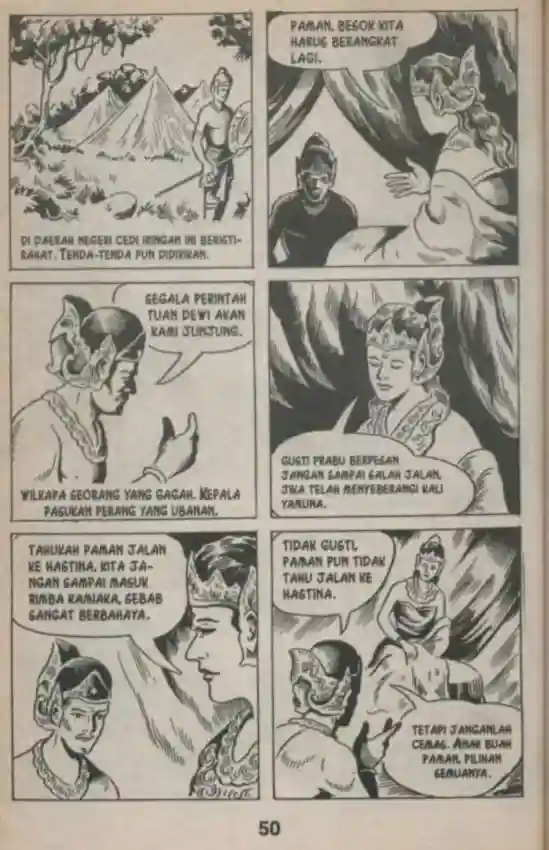 DI DAERAH NEGERI CEDI IRINGAN INI BERISTI-
RAHAT. TENDA-TENDA PUN DIDIRIKAN.
PAMAN, BESOK KITA
HARUS BERANGKAT
LAGI.
SEGALA PERINTAH
TUAN DEWI AKAN
KAMI JUNJUNG.
WILKAPA SEORANG YANG GAGAH. KEPALA
PASUKAN PERANG YANG UBANAN.
GUSTI PRABU BERPESAN
JANGAN SAMPAI SALAH JALAN,
JIKA TELAH MENYEBERANGI KALI
YAMUNA.
TAHUKAH PAMAN JALAN
KE HASTINA, KITA JA-
NGAN SAMPAI MASUK
RIMBA KAMIAKA, SEBAB
SANGAT BERBAHAYA.
TIDAK GUSTI,
PAMAN PUN TIDAK
TAHU JALAN KE
HASTINA.
TETAPI JANGANLAH
CEMAS. ANAK BUAH
PAMAN, PILIHAN
SEMUANYA.
50